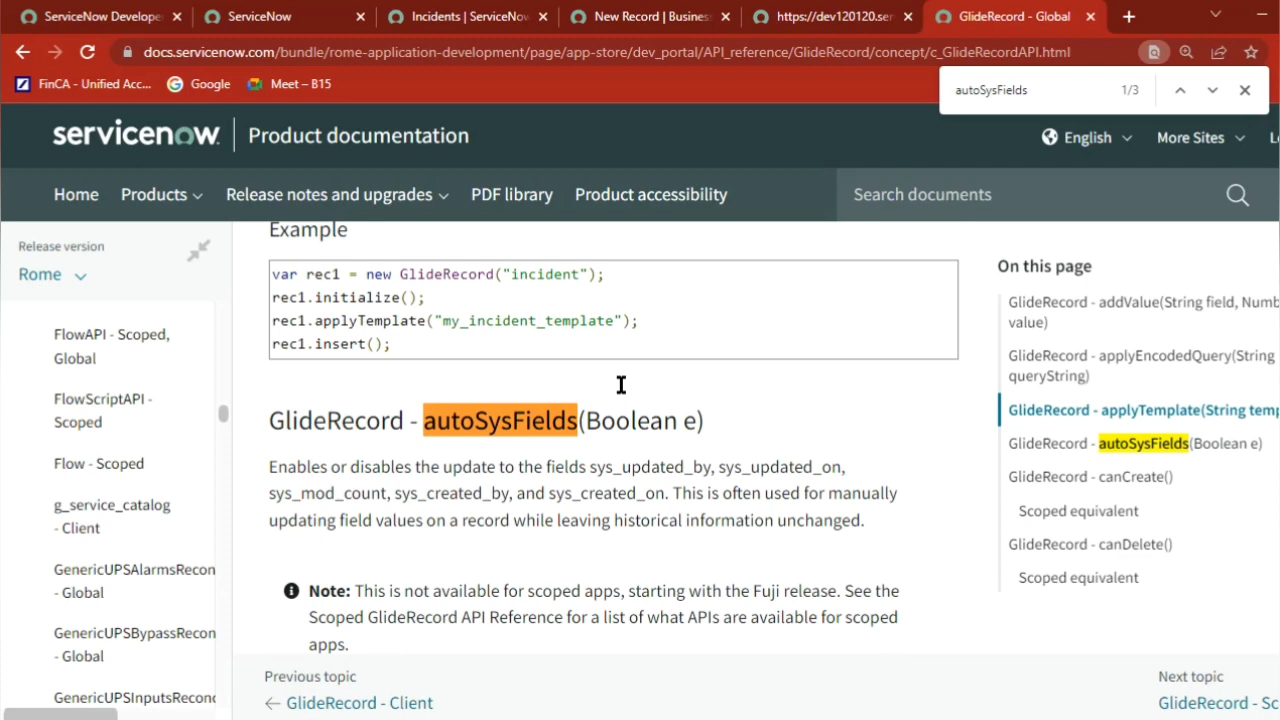 ServiceNow Develope
ServiceNow
Incidents | ServiceNow
New Record | Busines
https://dev120120.ser
GlideRecord - Global
docs.servicenow.com/bundle/rome-application-development/page/app-store/dev_portal/API_reference/GlideRecord/concept/c_GlideRecordAPI.html
FinCA - Unified Acc...
Google
Meet – B15
autoSysFields
1/3
servicenow.
Product documentation
English
More Sites
L
Home
Products
Release notes and upgrades
PDF library
Product accessibility
Search documents
Release version
Rome
FlowAPI - Scoped,
Global
FlowScriptAPI -
Scoped
Flow - Scoped
g_service_catalog
- Client
GenericUPSAlarmsRecon
- Global
GenericUPSBypassRecon
- Global
GenericUPSInputsRecond
Example
var rec1 = new GlideRecord("incident");
rec1.initialize();
rec1.applyTemplate("my_incident_template");
rec1.insert();
GlideRecord - autoSysFields(Boolean e)
Enables or disables the update to the fields sys_updated_by, sys_updated_on,
sys_mod_count, sys_created_by, and sys_created_on. This is often used for manually
updating field values on a record while leaving historical information unchanged.
Note: This is not available for scoped apps, starting with the Fuji release. See the
Scoped GlideRecord API Reference for a list of what APIs are available for scoped
apps.
On this page
GlideRecord - addValue(String field, Numb
value)
GlideRecord - applyEncodedQuery(String
queryString)
GlideRecord - applyTemplate(String temp
GlideRecord - autoSysFields(Boolean e)
GlideRecord - canCreate()
Scoped equivalent
GlideRecord - canDelete()
Scoped equivalent
Previous topic
← GlideRecord - Client
Next topic
GlideRecord - Sc